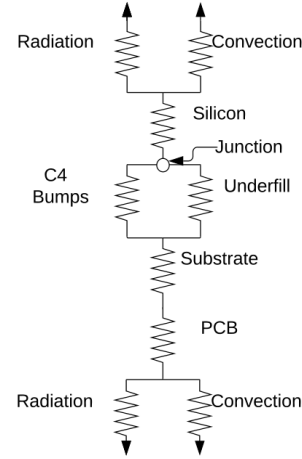 Radiation
Convection
Silicon
Junction
C4
Bumps
Underfill
Substrate
PCB
Radiation
Convection